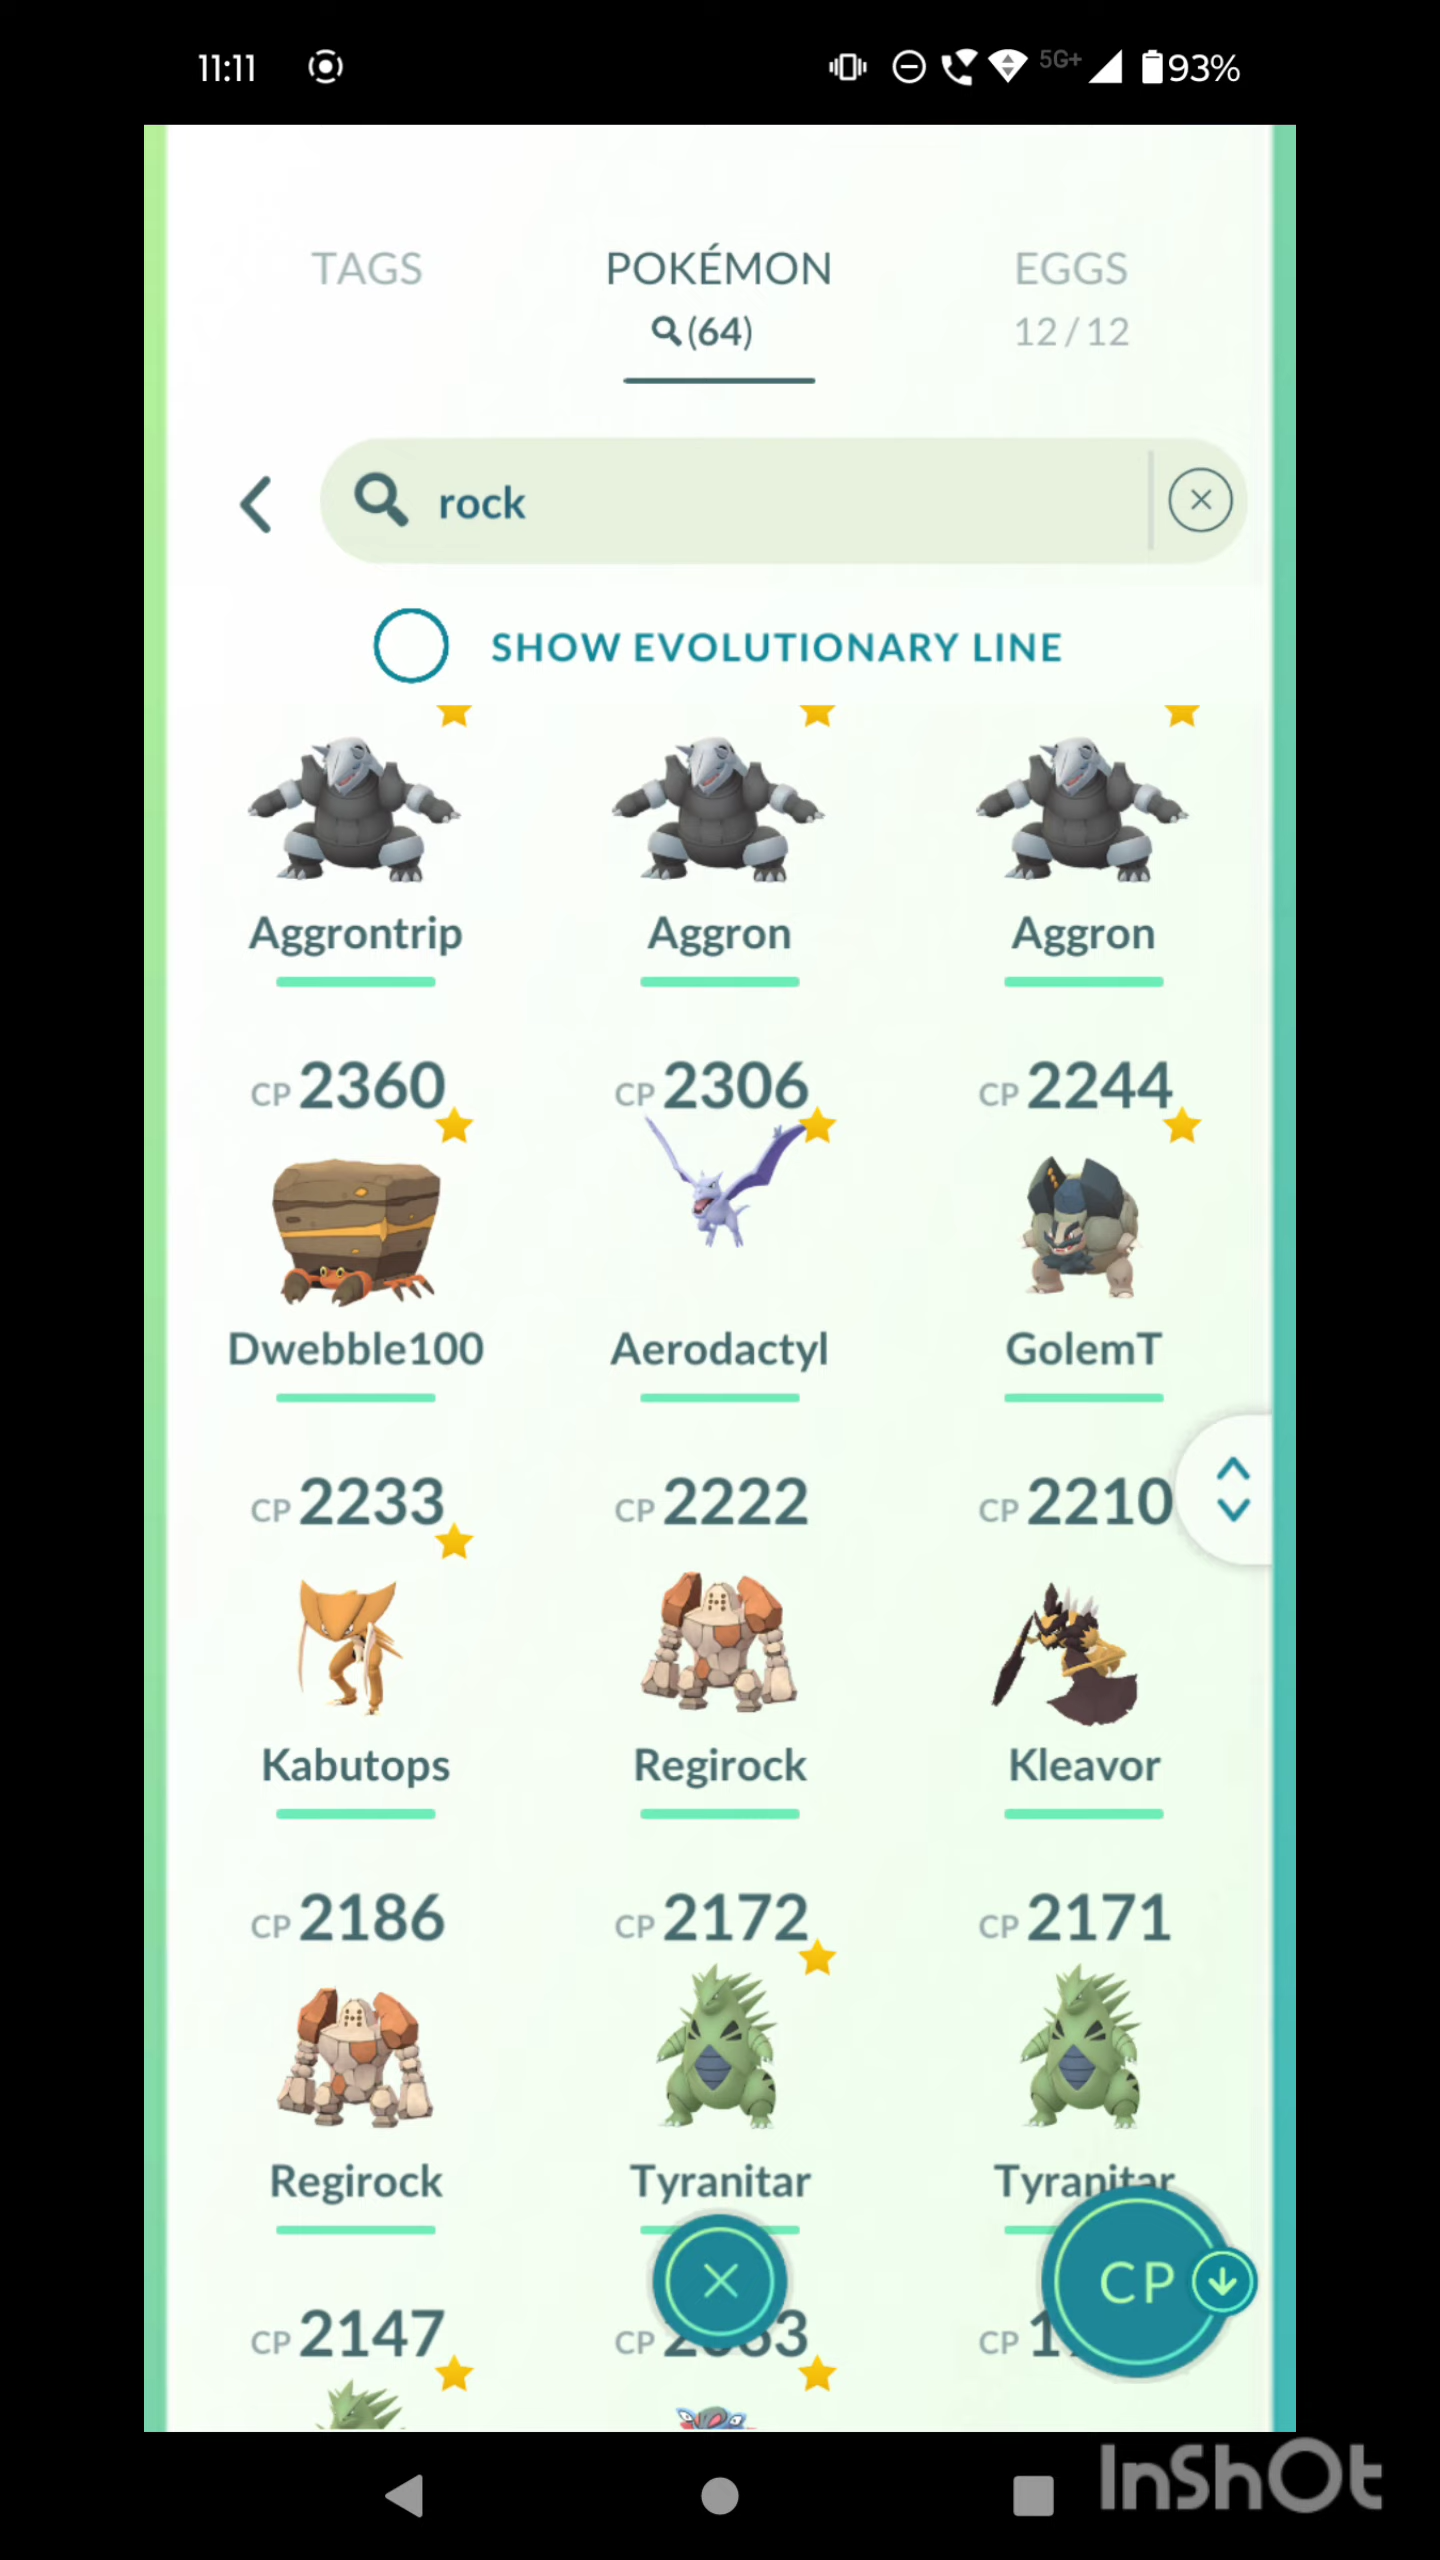 11:11 5G+ 93%
TAGS POKÉMON EGGS
(64) 12 / 12
rock
SHOW EVOLUTIONARY LINE
Aggrontrip Aggron Aggron
CP 2360 CP 2306 CP 2244
Dwebble100 Aerodactyl GolemT
CP 2233 CP 2222 CP 2210
Kabutops Regirock Kleavor
CP 2186 CP 2172 CP 2171
Regirock Tyranitar Tyranitar
CP 2147 CP CP
CP
InShOt